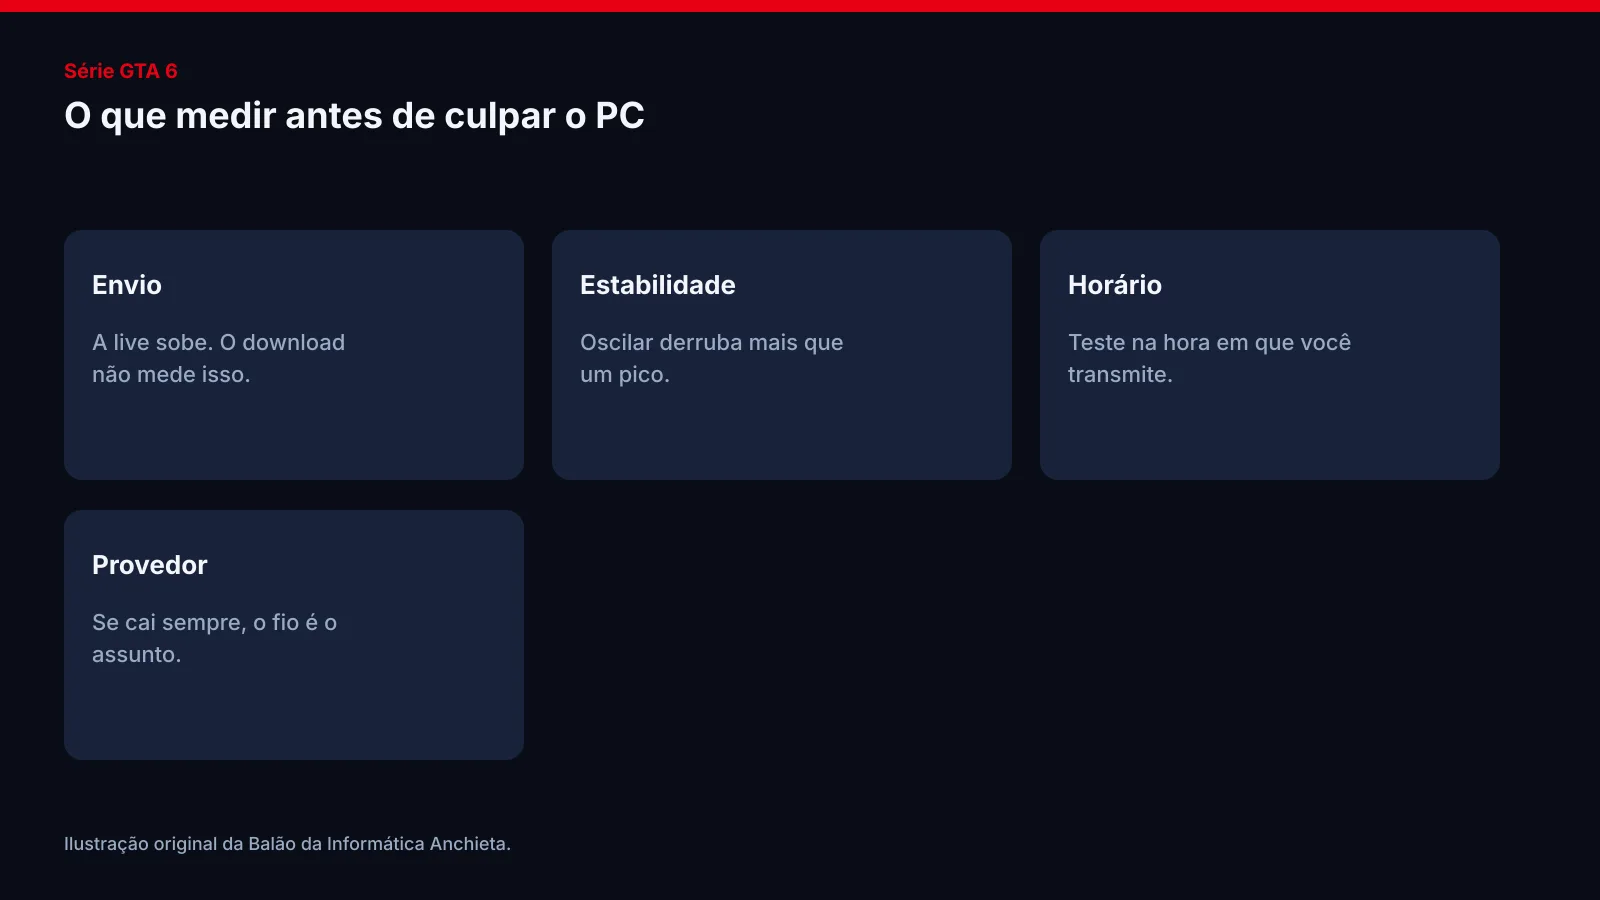 Série GTA 6
O que medir antes de culpar o PC
Envio
A live sobe. O download
não mede isso.
Estabilidade
Oscilar derruba mais que
um pico.
Horário
Teste na hora em que você
transmite.
Provedor
Se cai sempre, o fio é o
assunto.
Ilustração original da Balão da Informática Anchieta.